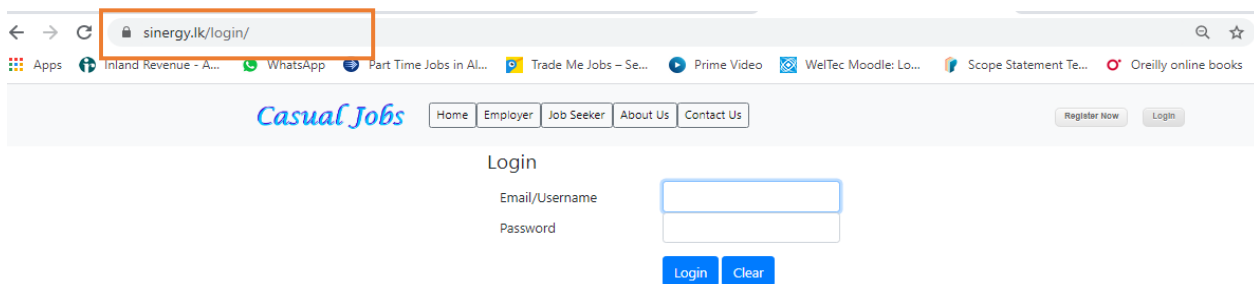 sinergy.lk/login/
Apps Inland Revenue - A... WhatsApp Part Time Jobs in Al... Trade Me Jobs – Se... Prime Video WelTec Moodle: Lo... Scope Statement Te... Oreilly online books
Casual Jobs Home Employer Job Seeker About Us Contact Us Register Now Login
Login
Email/Username
Password
Login Clear